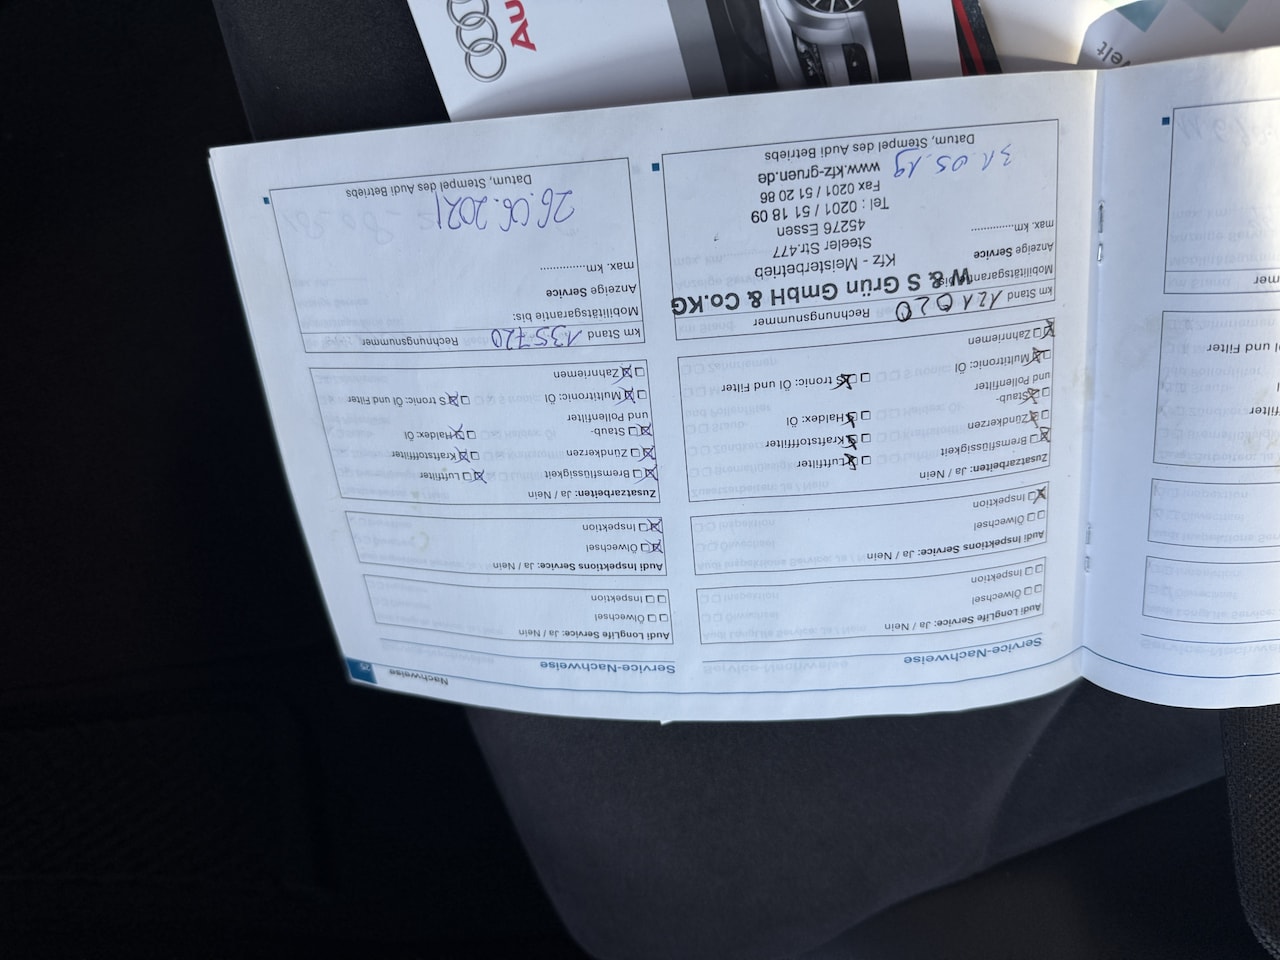 Nachweise
25
Service-Nachweise
Audi LongLife Service: Ja / Nein
Ölwechsel
Inspektion
Audi Inspektions Service: Ja / Nein
Ölwechsel
Inspektion
Zusatzarbeiten: Ja / Nein
Bremsflüssigkeit
Luftfilter
Zündkerzen
Kraftstofffilter
Staub-
Haldex: Öl
und Pollenfilter
Multitronic: Öl
S tronic: Öl und Filter
Zahnriemen
km Stand 121 020
Rechnungsnummer
Mobilitätsgarantie bis:
W & S Grün GmbH & Co.KG
Anzeige Service
Kfz - Meisterbetrieb
Steeler Str.477
max. km
45276 Essen
Tel : 0201 / 51 18 09
Fax 0201 / 51 20 86
www.kfz-gruen.de
31.05.19
Datum, Stempel des Audi Betriebs
Service-Nachweise
Audi LongLife Service: Ja / Nein
Ölwechsel
Inspektion
Audi Inspektions Service: Ja / Nein
Ölwechsel
Inspektion
Zusatzarbeiten: Ja / Nein
Bremsflüssigkeit
Luftfilter
Zündkerzen
Kraftstofffilter
Staub-
Haldex: Öl
und Pollenfilter
Multitronic: Öl
S tronic: Öl und Filter
Zahnriemen
km Stand 135720
Rechnungsnummer
Mobilitätsgarantie bis:
Anzeige Service
max. km
26.06.2021
Datum, Stempel des Audi Betriebs